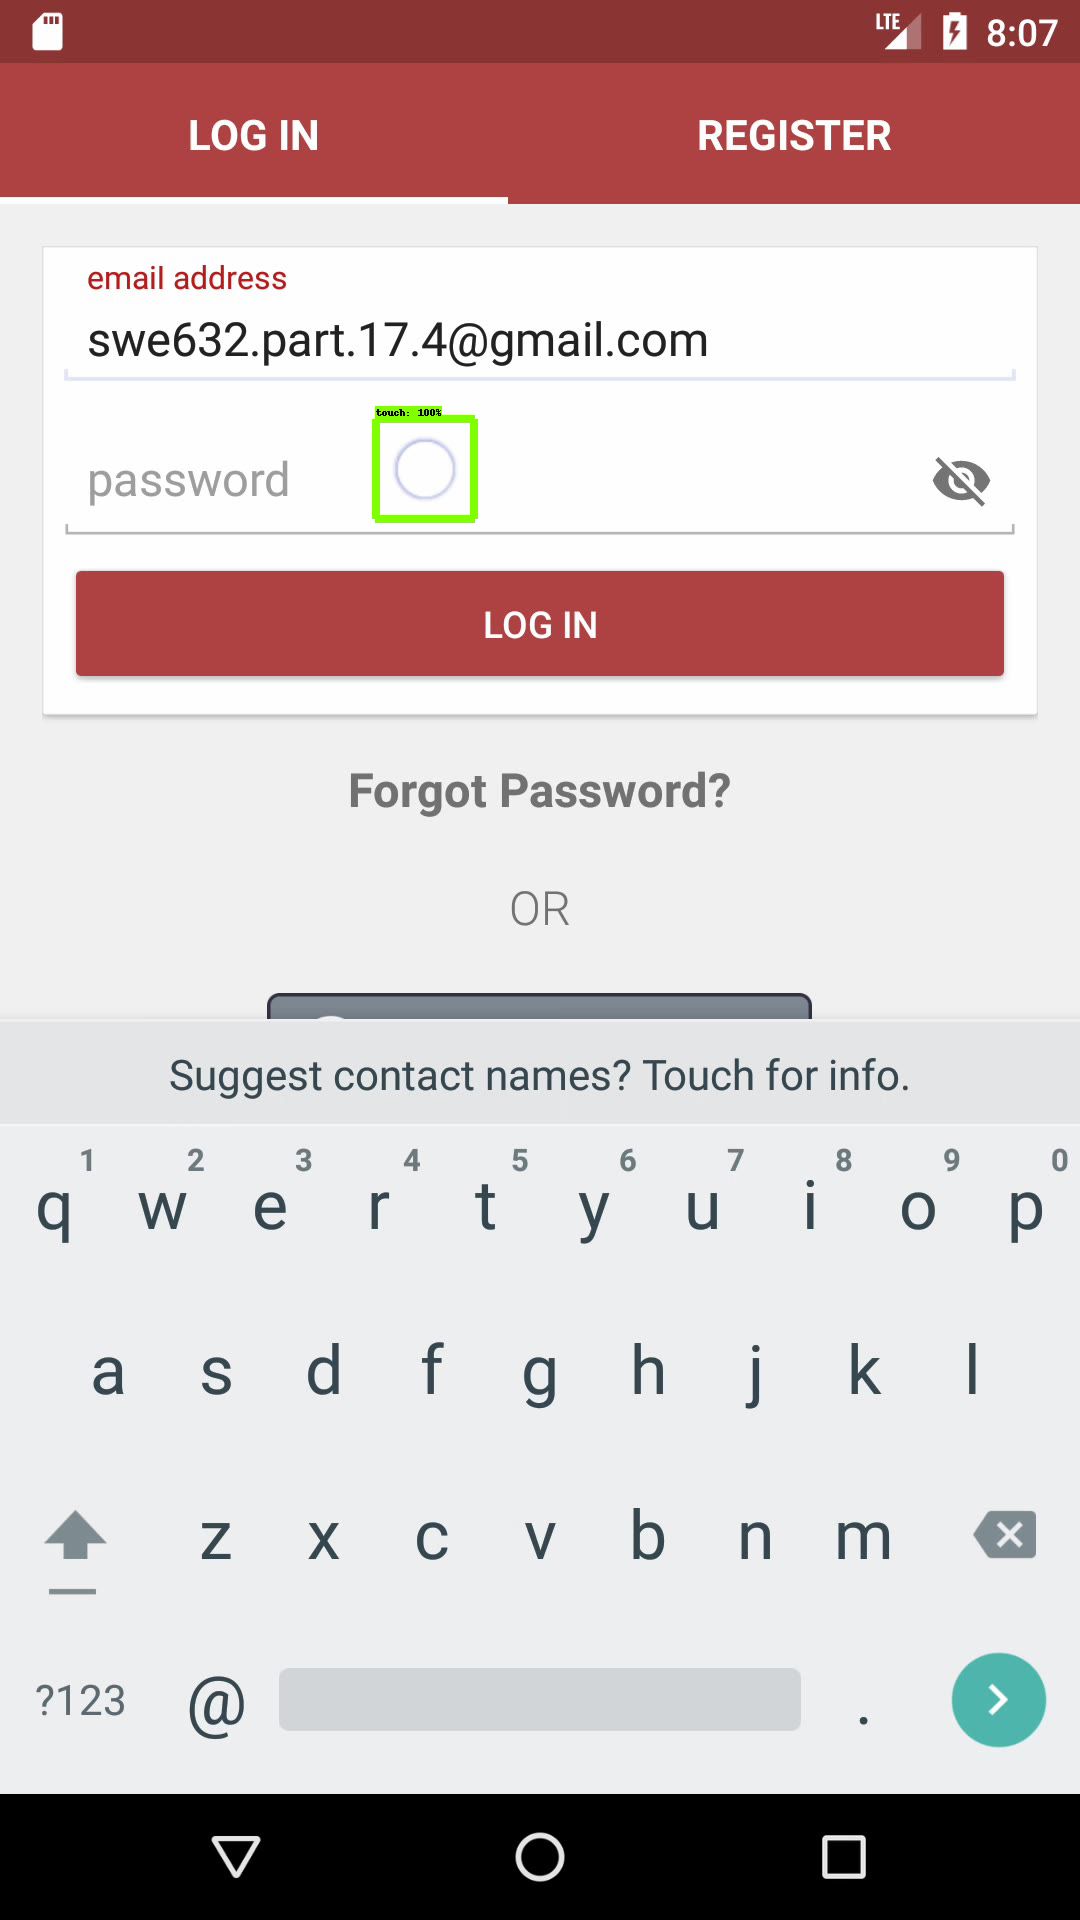 LTE 8:07
LOG IN REGISTER
email address
swe632.part.17.4@gmail.com
touch: 100%
password
LOG IN
Forgot Password?
OR
Suggest contact names? Touch for info.
1 2 3 4 5 6 7 8 9 0
q w e r t y u i o p
a s d f g h j k l
z x c v b n m
?123 @ .